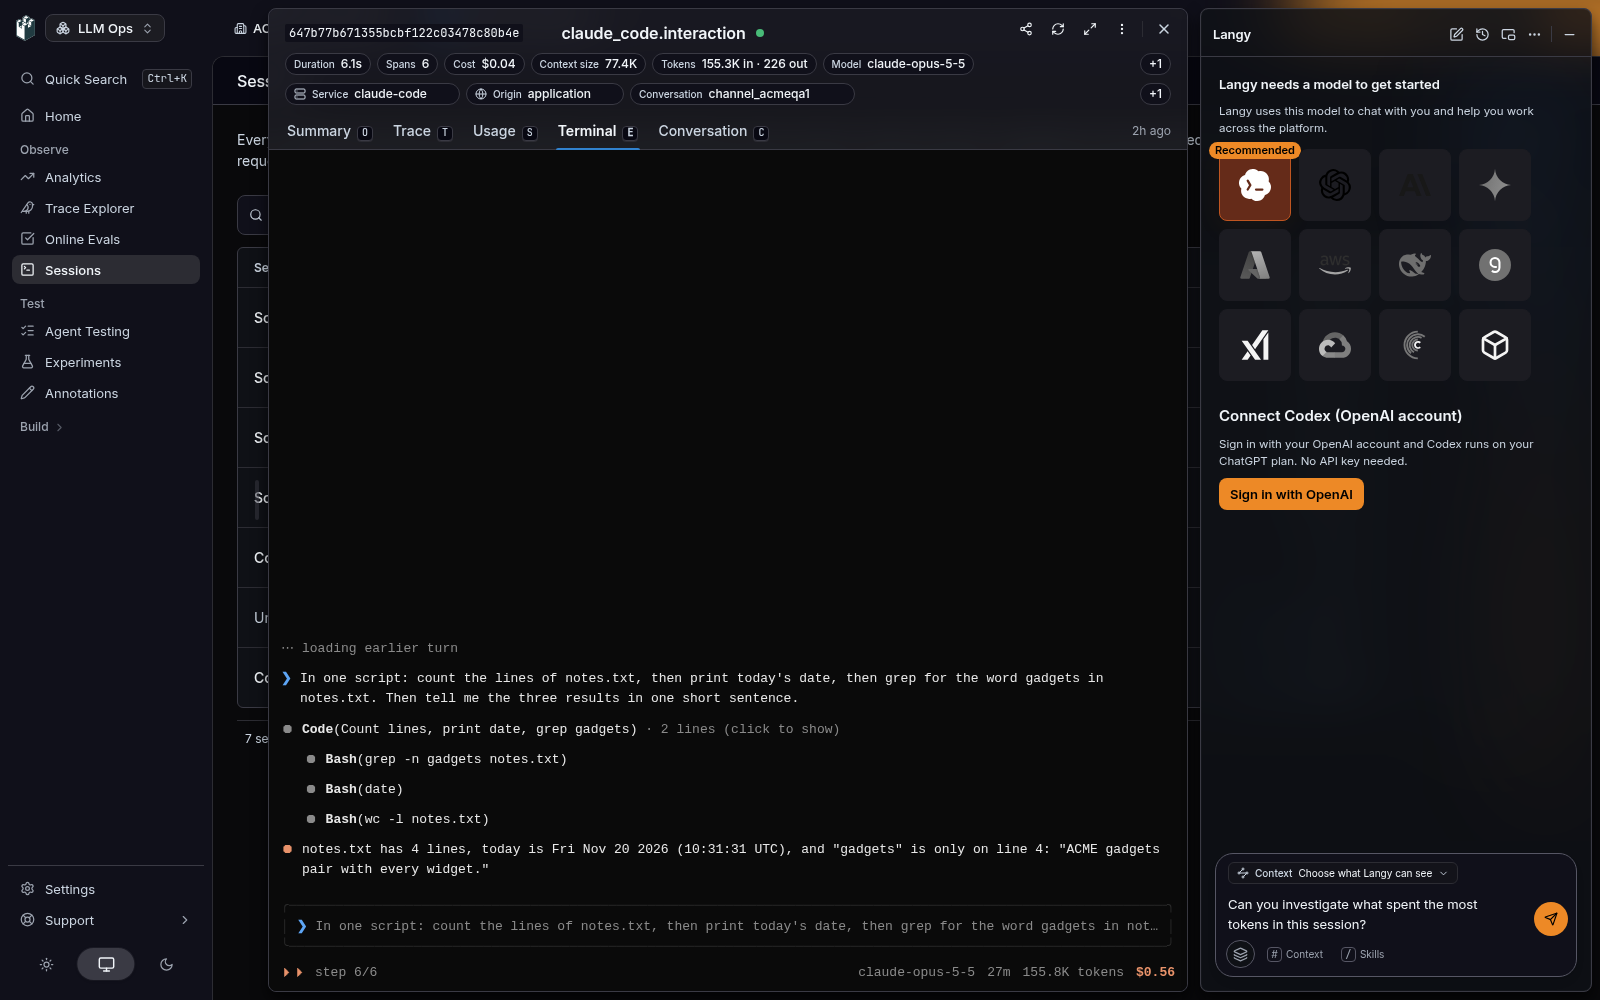 LLM Ops
Quick Search Ctrl+K
Home
Observe
Analytics
Trace Explorer
Online Evals
Sessions
Test
Agent Testing
Experiments
Annotations
Build
Settings
Support
647b77b671355bcbf122c03478c80b4e claude_code.interaction
Duration 6.1s Spans 6 Cost $0.04 Context size 77.4K Tokens 155.3K in · 226 out Model claude-opus-5-5 +1
Service claude-code Origin application Conversation channel_acmeqa1 +1
Summary O Trace T Usage S Terminal E Conversation C 2h ago
··· loading earlier turn
❯ In one script: count the lines of notes.txt, then print today's date, then grep for the word gadgets in
notes.txt. Then tell me the three results in one short sentence.
Code(Count lines, print date, grep gadgets) · 2 lines (click to show)
Bash(grep -n gadgets notes.txt)
Bash(date)
Bash(wc -l notes.txt)
notes.txt has 4 lines, today is Fri Nov 20 2026 (10:31:31 UTC), and "gadgets" is only on line 4: "ACME gadgets
pair with every widget."
❯ In one script: count the lines of notes.txt, then print today's date, then grep for the word gadgets in not…
step 6/6 claude-opus-5-5 27m 155.8K tokens $0.56
Langy
Langy needs a model to get started
Langy uses this model to chat with you and help you work
across the platform.
Recommended
aws
Connect Codex (OpenAI account)
Sign in with your OpenAI account and Codex runs on your
ChatGPT plan. No API key needed.
Sign in with OpenAI
Context Choose what Langy can see
Can you investigate what spent the most
tokens in this session?
# Context / Skills